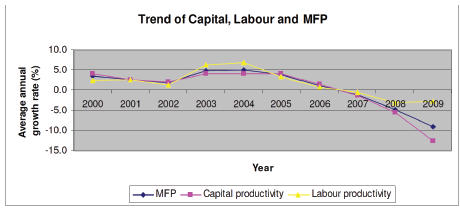 Trend of Capital, Labour and MFP
Average annual
growth rate (%)
10.0
5.0
0.0
-5.0
-10.0
-15.0
2000 2001 2002 2003 2004 2005 2006 2007 2008 2009
Year
MFP Capital productivity Labour productivity